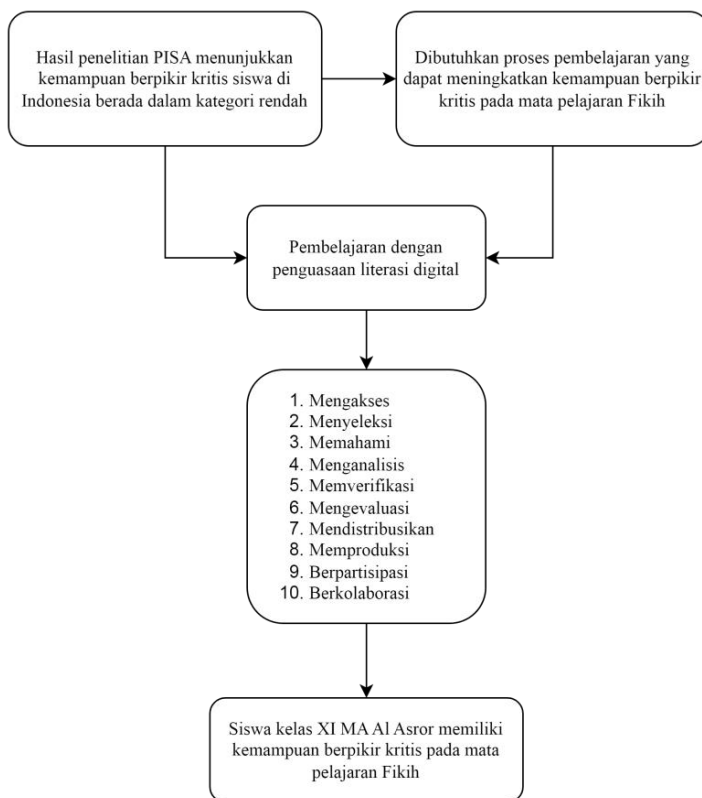 Hasil penelitian PISA menunjukkan
kemampuan berpikir kritis siswa di
Indonesia berada dalam kategori rendah
Dibutuhkan proses pembelajaran yang
dapat meningkatkan kemampuan berpikir
kritis pada mata pelajaran Fikih
Pembelajaran dengan
penguasaan literasi digital
1. Mengakses
2. Menyeleksi
3. Memahami
4. Menganalisis
5. Memverifikasi
6. Mengevaluasi
7. Mendistribusikan
8. Memproduksi
9. Berpartisipasi
10. Berkolaborasi
Siswa kelas XI MA Al Asror memiliki
kemampuan berpikir kritis pada mata
pelajaran Fikih